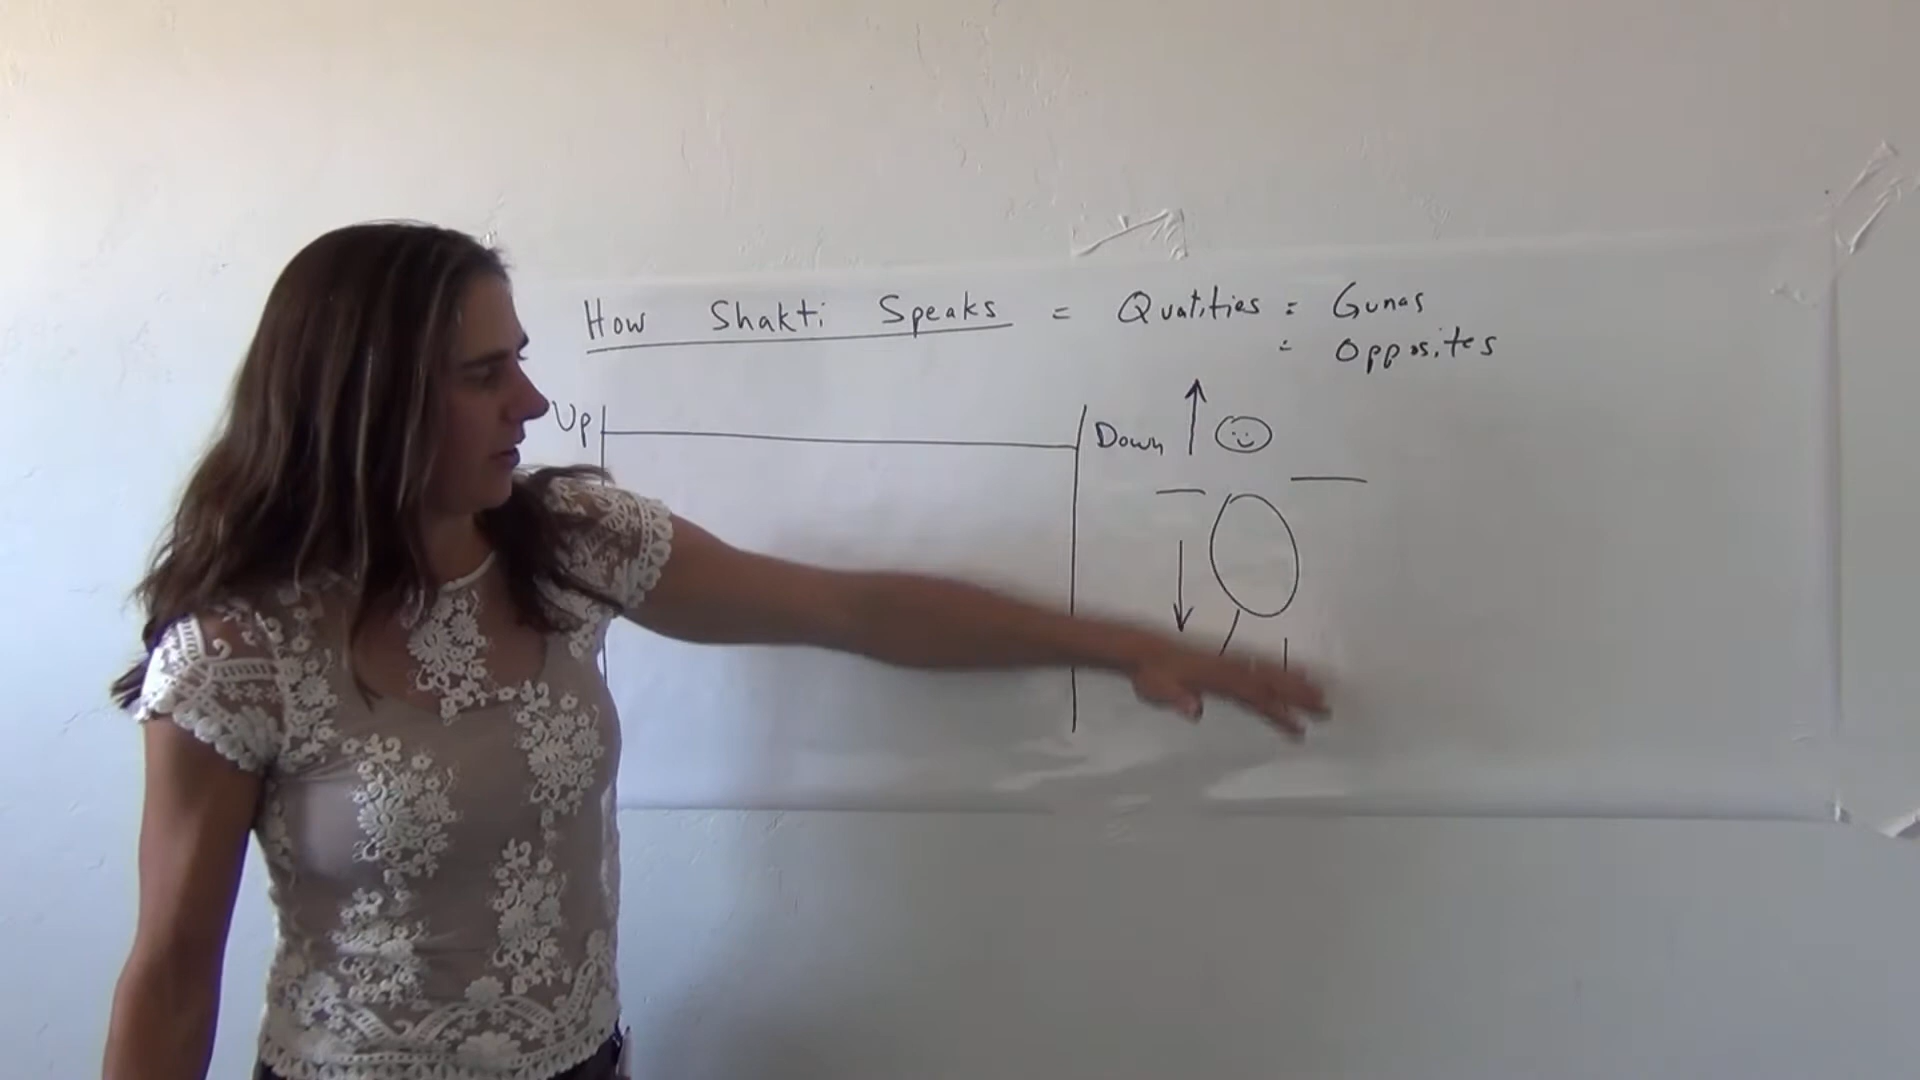 How Shakti Speaks = Qualities = Gunas
= Opposites
Up Down